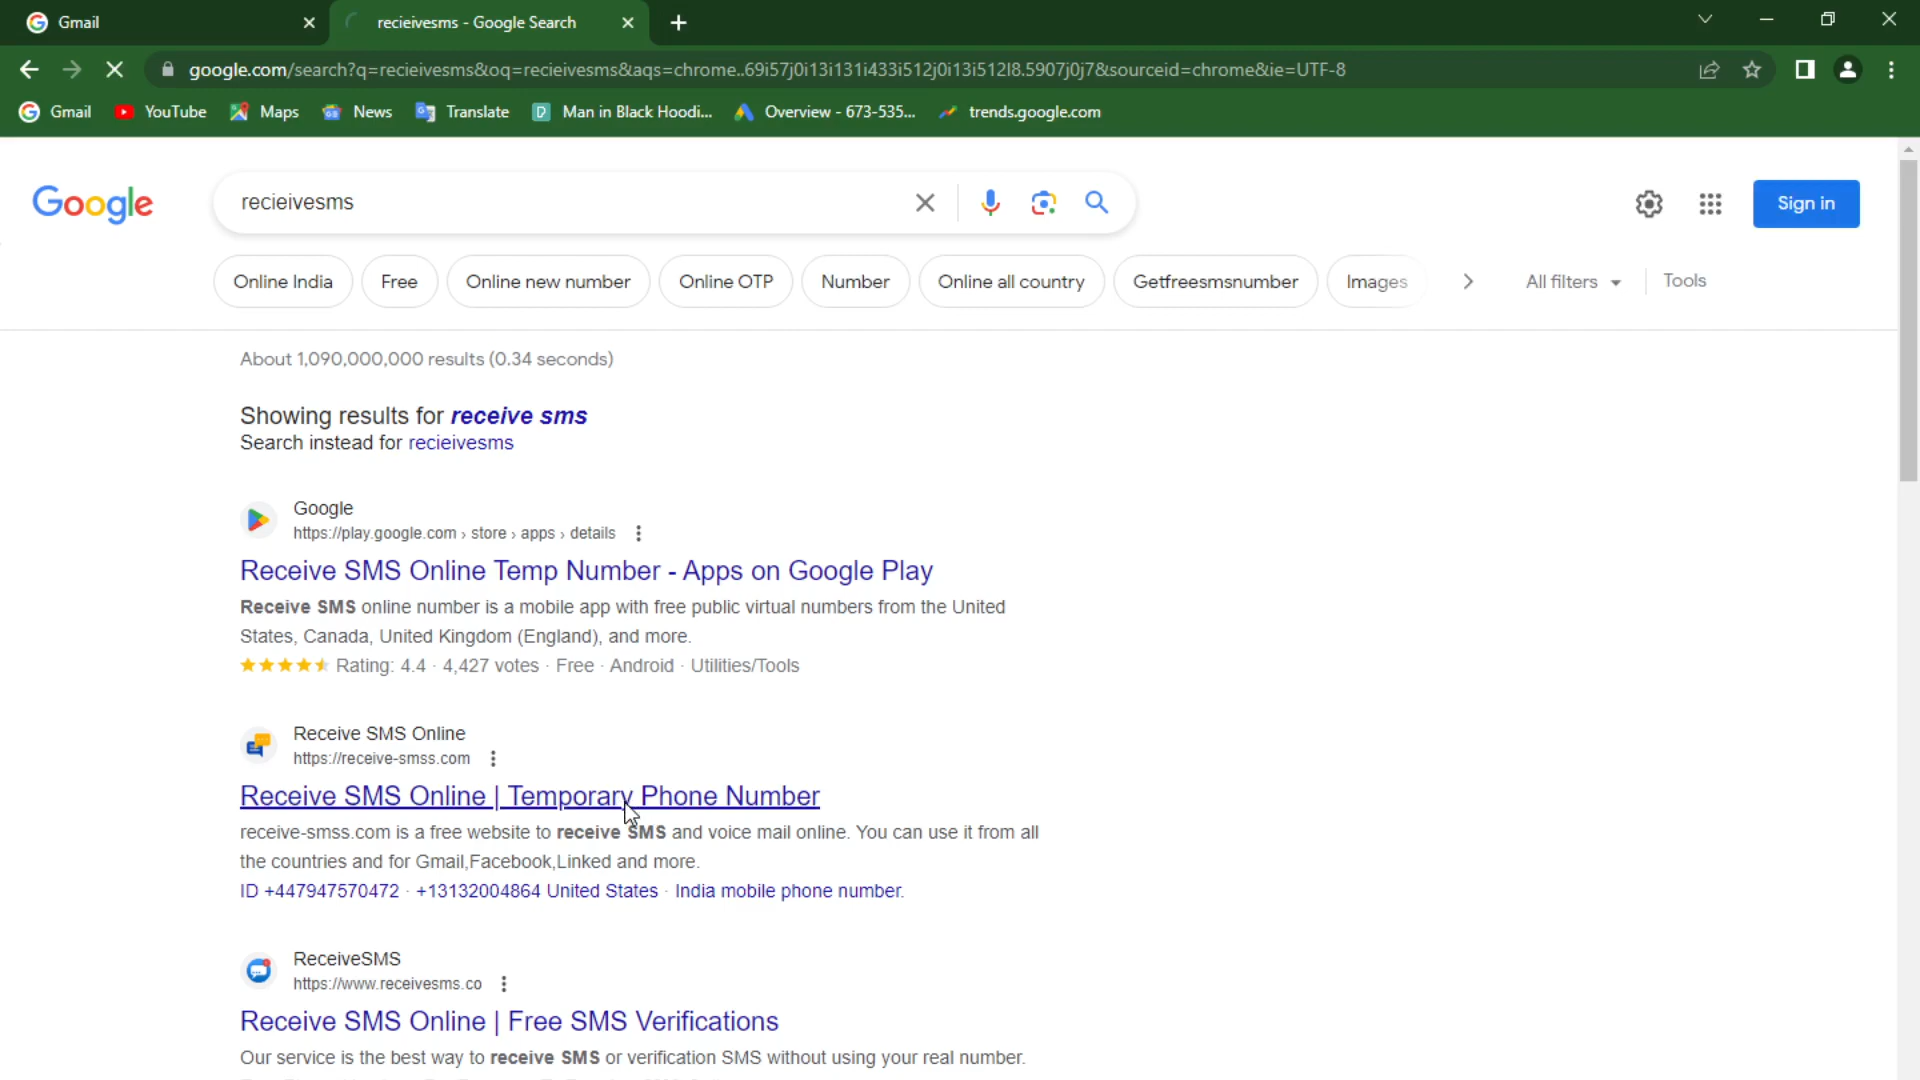 Gmail
recieivesms - Google Search
google.com/search?q=recieivesms&oq=recieivesms&aqs=chrome..69i57j0i13i131i433i512j0i13i512l8.5907j0j7&sourceid=chrome&ie=UTF-8
Gmail YouTube Maps News Translate Man in Black Hoodi... Overview - 673-535... trends.google.com
Google recieivesms Sign in
Online India Free Online new number Online OTP Number Online all country Getfreesmsnumber Images All filters Tools
About 1,090,000,000 results (0.34 seconds)
Showing results for receive sms
Search instead for recieivesms
Google
https://play.google.com › store › apps › details
Receive SMS Online Temp Number - Apps on Google Play
Receive SMS online number is a mobile app with free public virtual numbers from the United
States, Canada, United Kingdom (England), and more.
Rating: 4.4 · 4,427 votes · Free · Android · Utilities/Tools
Receive SMS Online
https://receive-smss.com
Receive SMS Online | Temporary Phone Number
receive-smss.com is a free website to receive SMS and voice mail online. You can use it from all
the countries and for Gmail,Facebook,Linked and more.
ID +447947570472 · +13132004864 United States · India mobile phone number.
ReceiveSMS
https://www.receivesms.co
Receive SMS Online | Free SMS Verifications
Our service is the best way to receive SMS or verification SMS without using your real number.